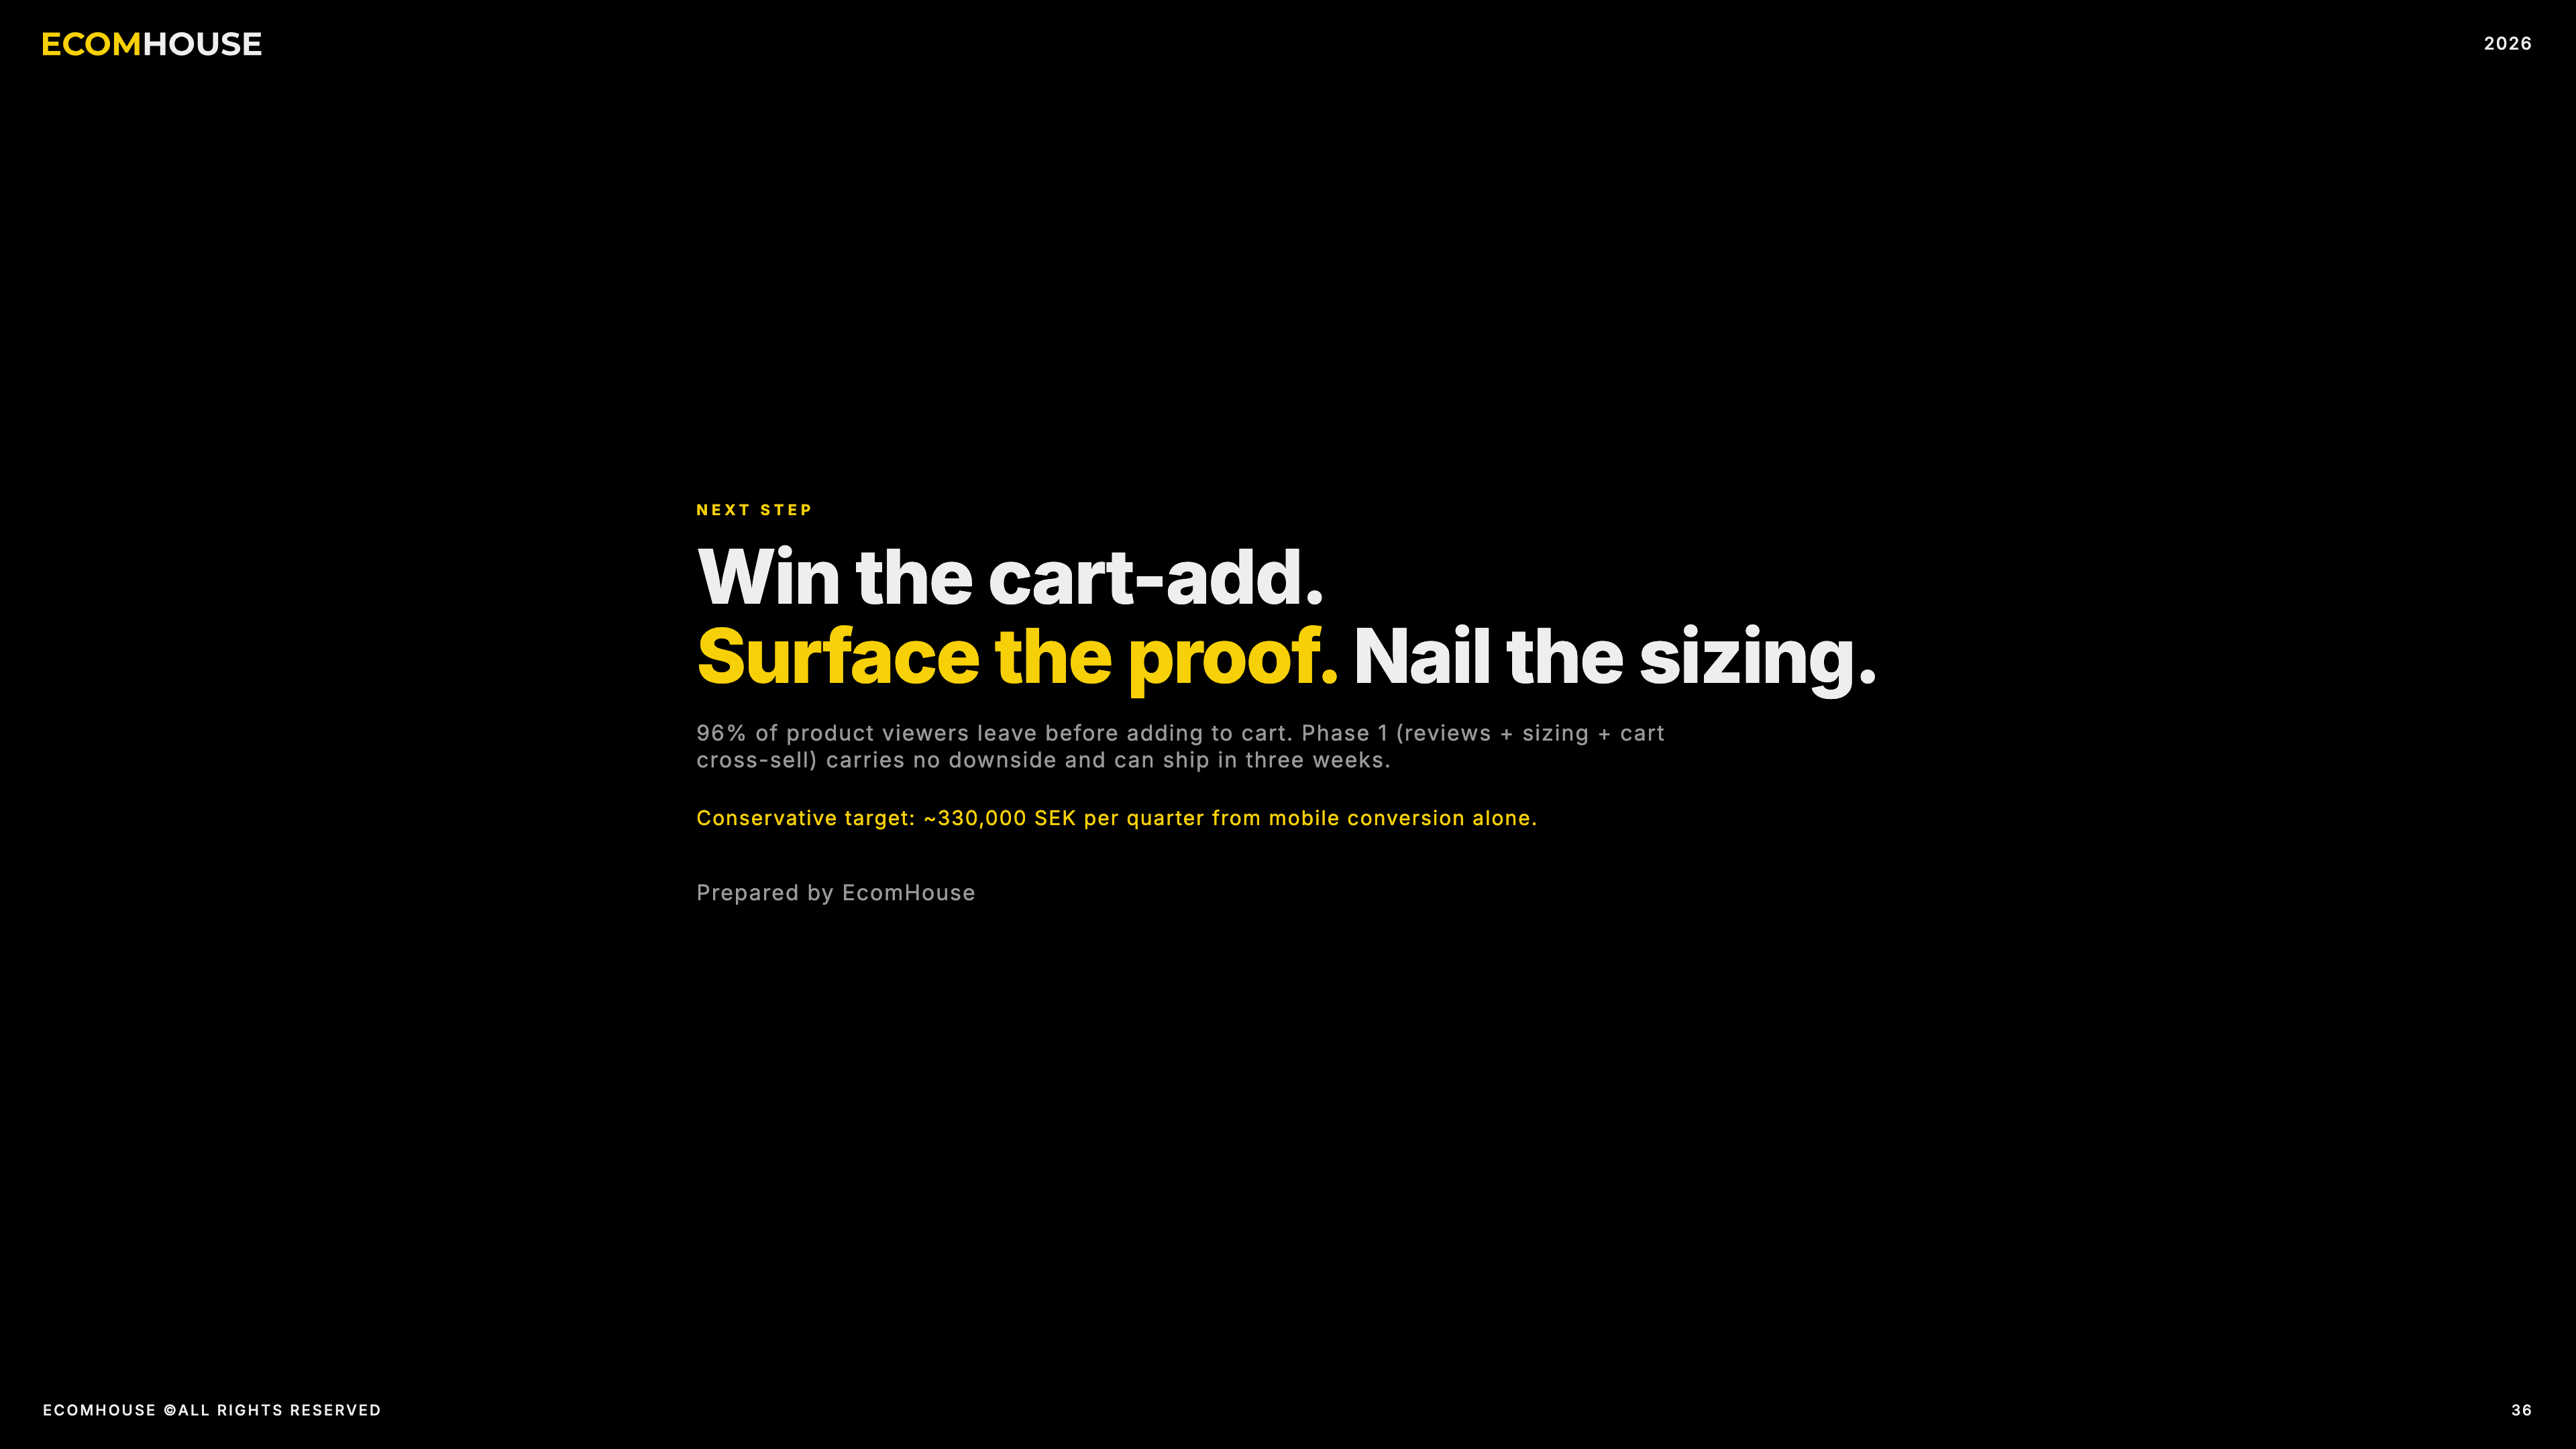 ECOMHOUSE
2026
NEXT STEP
Win the cart-add.
Surface the proof. Nail the sizing.
96% of product viewers leave before adding to cart. Phase 1 (reviews + sizing + cart
cross-sell) carries no downside and can ship in three weeks.
Conservative target: ~330,000 SEK per quarter from mobile conversion alone.
Prepared by EcomHouse
ECOMHOUSE ©ALL RIGHTS RESERVED
36